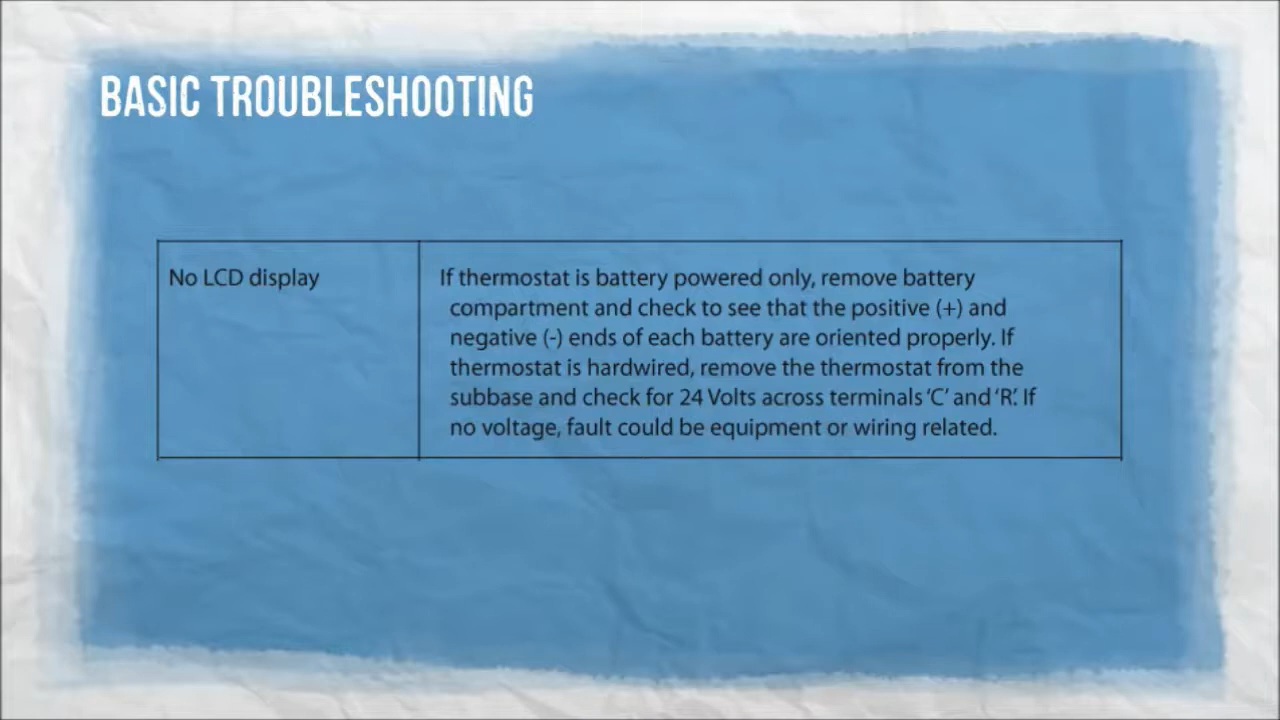 BASIC TROUBLESHOOTING
No LCD display
If thermostat is battery powered only, remove battery
compartment and check to see that the positive (+) and
negative (-) ends of each battery are oriented properly. If
thermostat is hardwired, remove the thermostat from the
subbase and check for 24 Volts across terminals ‘C’ and ‘R’. If
no voltage, fault could be equipment or wiring related.